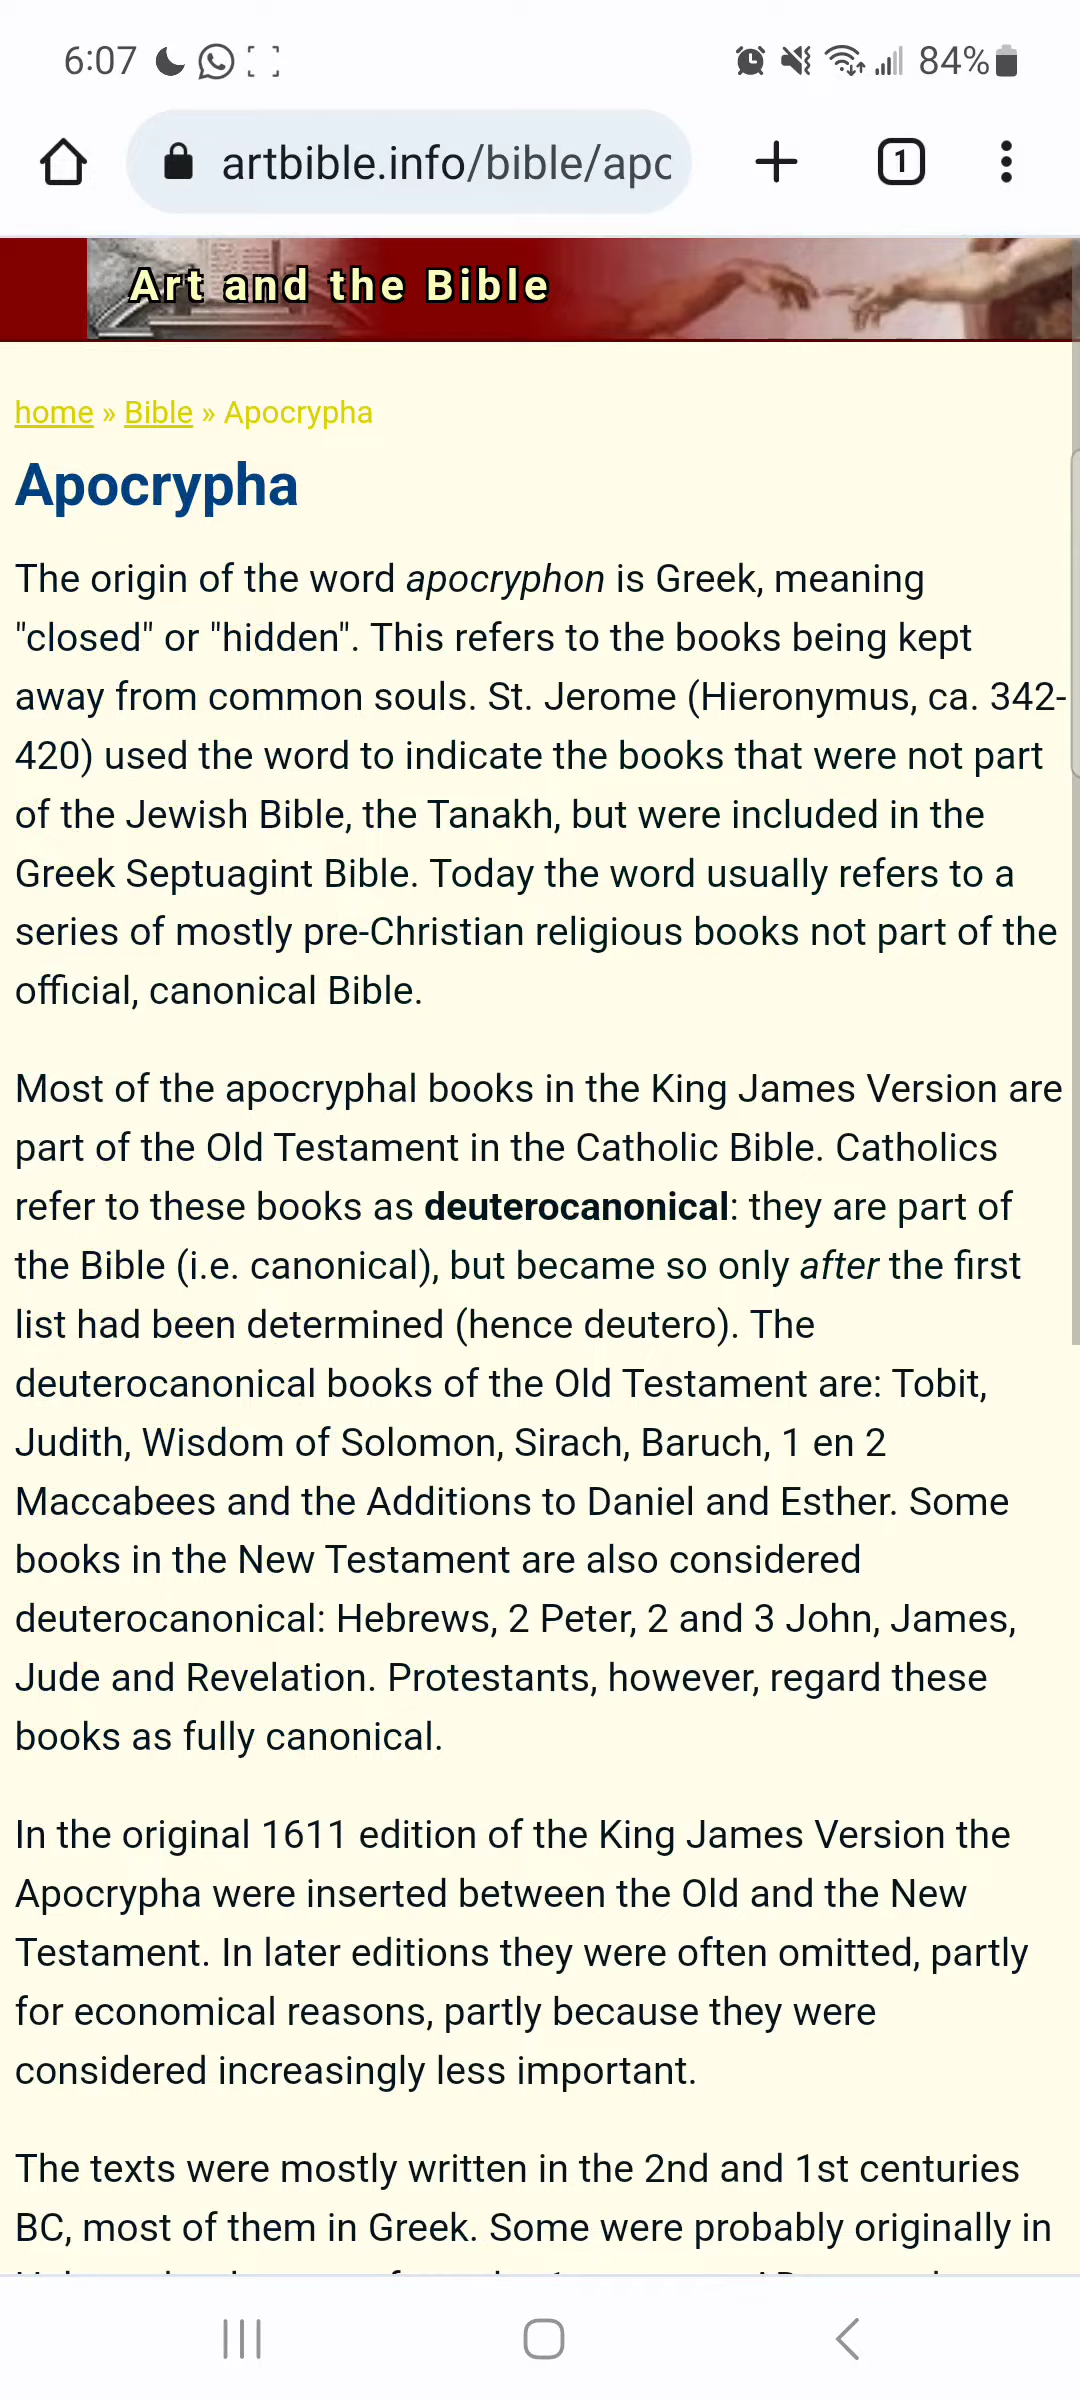 6:07
84%
artbible.info/bible/apc
1
Art and the Bible
home » Bible » Apocrypha
Apocrypha
The origin of the word apocryphon is Greek, meaning
"closed" or "hidden". This refers to the books being kept
away from common souls. St. Jerome (Hieronymus, ca. 342-
420) used the word to indicate the books that were not part
of the Jewish Bible, the Tanakh, but were included in the
Greek Septuagint Bible. Today the word usually refers to a
series of mostly pre-Christian religious books not part of the
official, canonical Bible.
Most of the apocryphal books in the King James Version are
part of the Old Testament in the Catholic Bible. Catholics
refer to these books as deuterocanonical: they are part of
the Bible (i.e. canonical), but became so only after the first
list had been determined (hence deutero). The
deuterocanonical books of the Old Testament are: Tobit,
Judith, Wisdom of Solomon, Sirach, Baruch, 1 en 2
Maccabees and the Additions to Daniel and Esther. Some
books in the New Testament are also considered
deuterocanonical: Hebrews, 2 Peter, 2 and 3 John, James,
Jude and Revelation. Protestants, however, regard these
books as fully canonical.
In the original 1611 edition of the King James Version the
Apocrypha were inserted between the Old and the New
Testament. In later editions they were often omitted, partly
for economical reasons, partly because they were
considered increasingly less important.
The texts were mostly written in the 2nd and 1st centuries
BC, most of them in Greek. Some were probably originally in